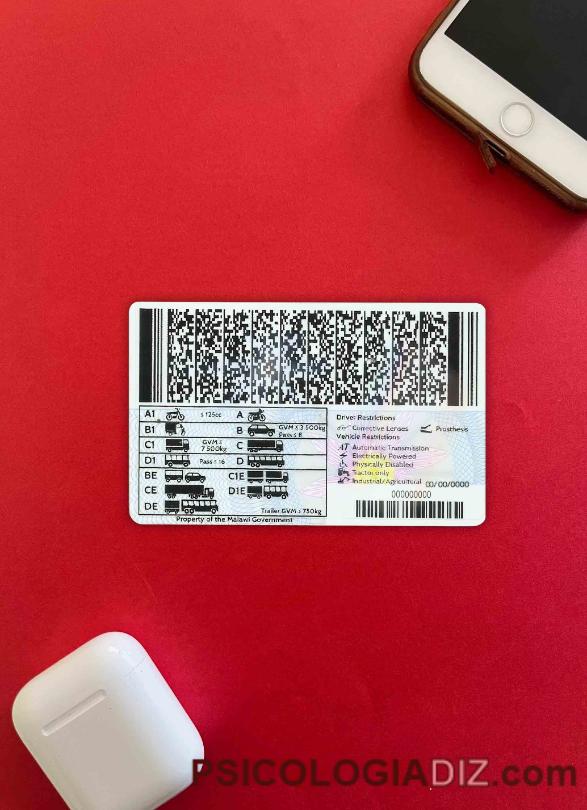 A1 ≤ 125cc A
B1 B GVM ≤ 3 500kg
Pass ≤ 8
C1 GVM ≤ 7 500kg C
D1 Pass ≤ 16 D
BE C1E
CE D1E
DE Trailer GVM ≤ 750kg
Property of the Malawi Government
Driver Restrictions
Corrective Lenses Prosthesis
Vehicle Restrictions
AT Automatic Transmission
Electrically Powered
Physically Disabled
Tractor only
Industrial/Agricultural 00/00/0000
000000000
PSICOLOGIADIZ.com